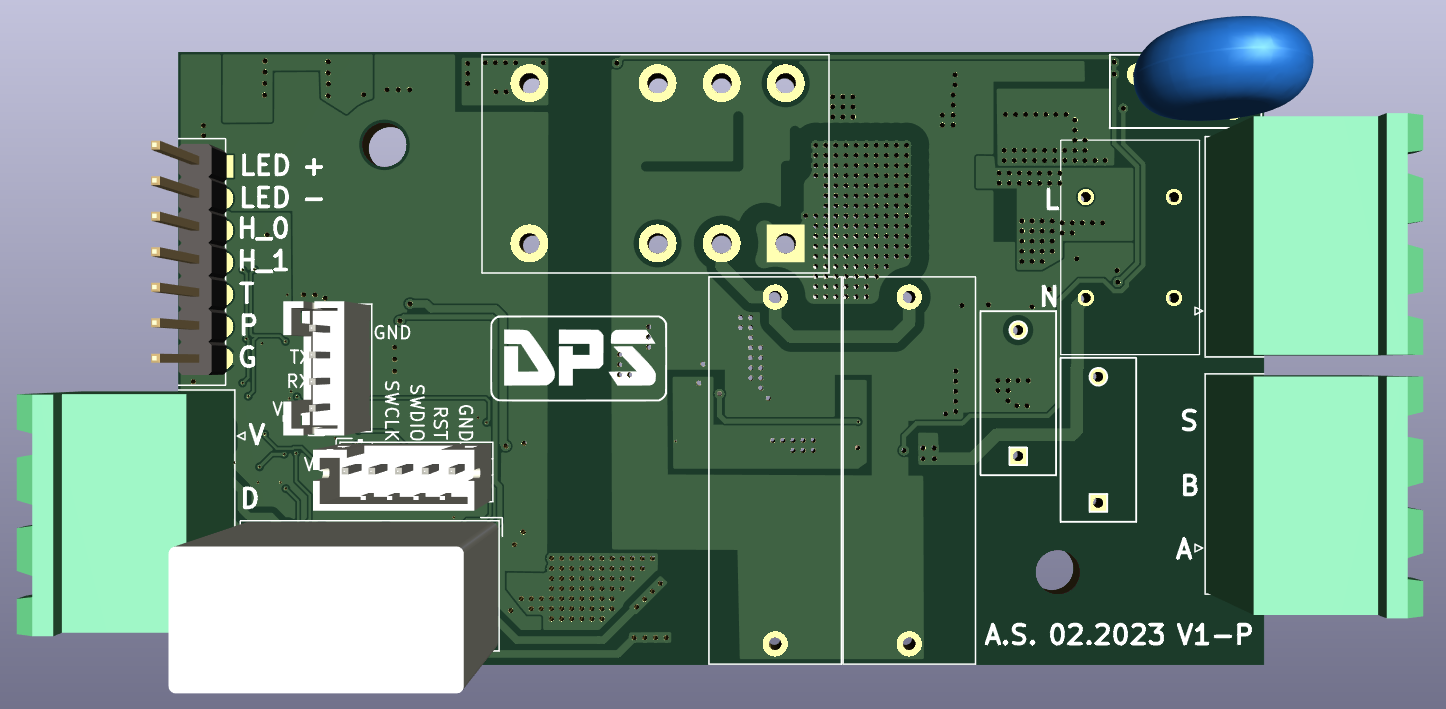 LED +
LED -
H_0
H_1
T
P
G
GND
TX
RX
V
SWCLK
SWDIO
RST
GND
V
V
D
DPS
L
N
S
B
A
A.S. 02.2023 V1-P